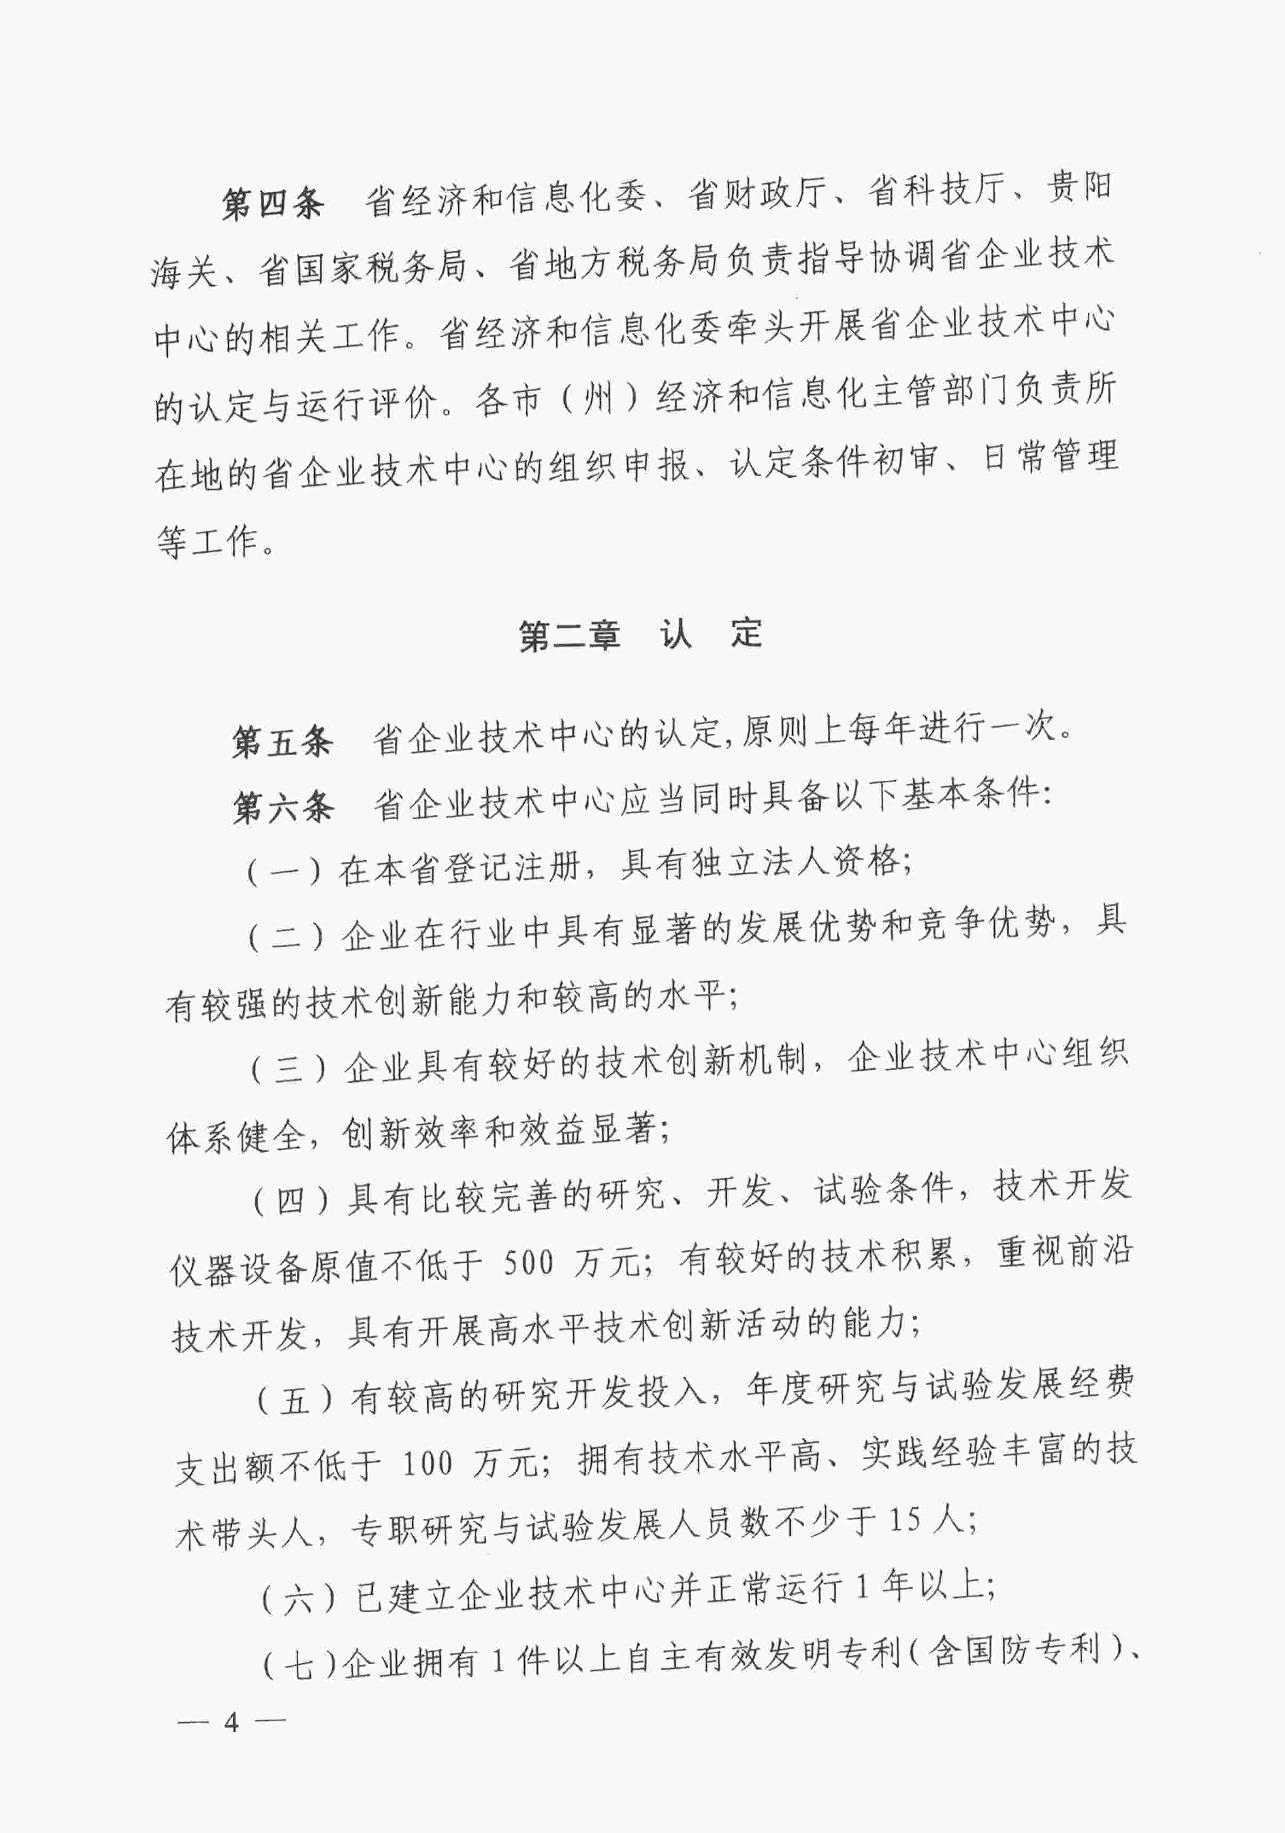 第四条　省经济和信息化委、省财政厅、省科技厅、贵阳
海关、省国家税务局、省地方税务局负责指导协调省企业技术
中心的相关工作。省经济和信息化委牵头开展省企业技术中心
的认定与运行评价。各市（州）经济和信息化主管部门负责所
在地的省企业技术中心的组织申报、认定条件初审、日常管理
等工作。
第二章　认　定
第五条　省企业技术中心的认定,原则上每年进行一次。
第六条　省企业技术中心应当同时具备以下基本条件：
（一）在本省登记注册，具有独立法人资格；
（二）企业在行业中具有显著的发展优势和竞争优势，具
有较强的技术创新能力和较高的水平；
（三）企业具有较好的技术创新机制，企业技术中心组织
体系健全，创新效率和效益显著；
（四）具有比较完善的研究、开发、试验条件，技术开发
仪器设备原值不低于 500 万元；有较好的技术积累，重视前沿
技术开发，具有开展高水平技术创新活动的能力；
（五）有较高的研究开发投入，年度研究与试验发展经费
支出额不低于 100 万元；拥有技术水平高、实践经验丰富的技
术带头人，专职研究与试验发展人员数不少于 15 人；
（六）已建立企业技术中心并正常运行 1 年以上；
（七）企业拥有 1 件以上自主有效发明专利（含国防专利）、
— 4 —